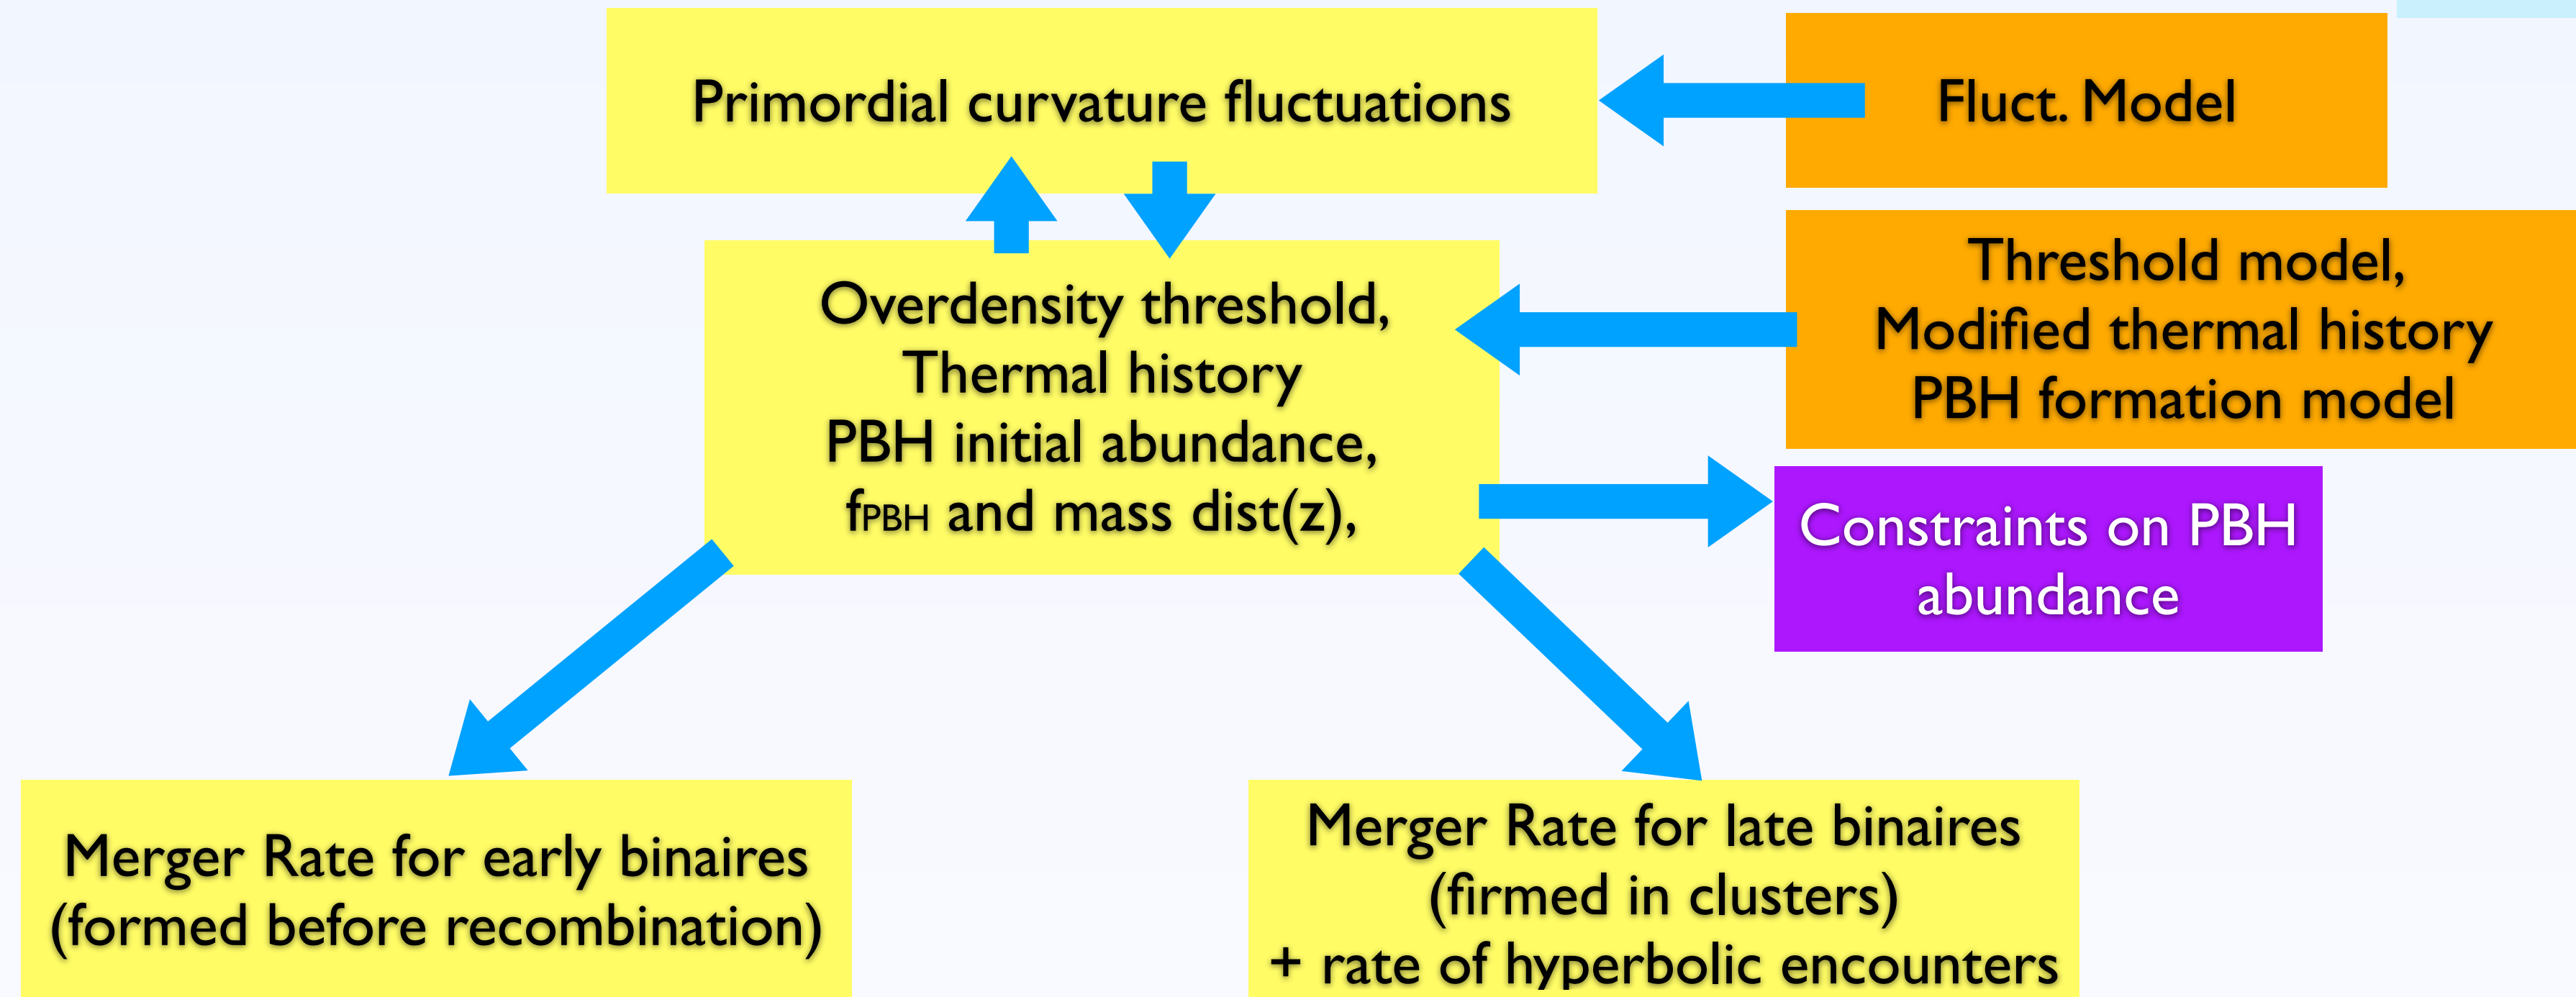 Primordial curvature fluctuations
Fluct. Model
Overdensity threshold,
Thermal history
PBH initial abundance,
fPBH and mass dist(z),
Threshold model,
Modified thermal history
PBH formation model
Constraints on PBH
abundance
Merger Rate for early binaires
(formed before recombination)
Merger Rate for late binaires
(firmed in clusters)
+ rate of hyperbolic encounters